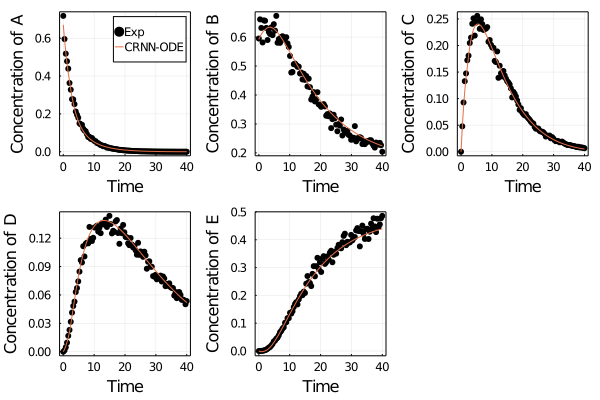 Concentration of A
0.6
0.4
0.2
0.0
Exp
CRNN-ODE
0 10 20 30 40
Time
Concentration of B
0.6
0.5
0.4
0.3
0.2
0 10 20 30 40
Time
Concentration of C
0.25
0.20
0.15
0.10
0.05
0.00
0 10 20 30 40
Time
Concentration of D
0.12
0.09
0.06
0.03
0.00
0 10 20 30 40
Time
Concentration of E
0.5
0.4
0.3
0.2
0.1
0.0
0 10 20 30 40
Time